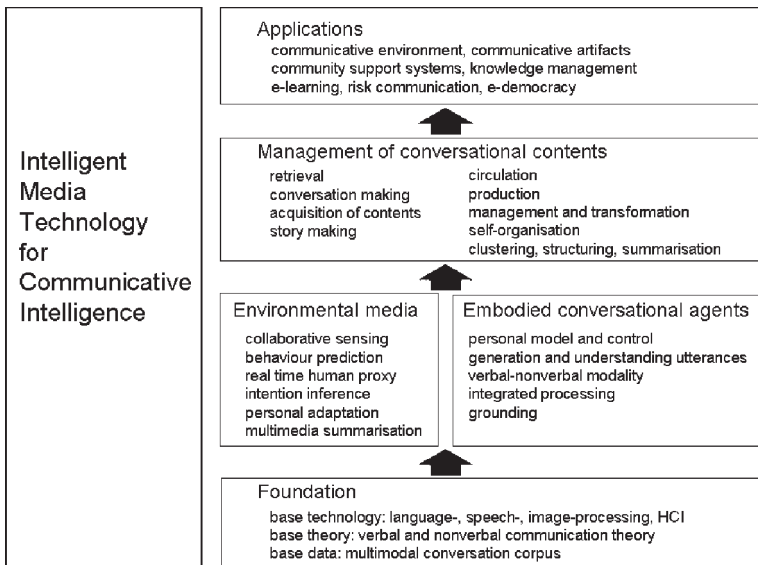 Intelligent
Media
Technology
for
Communicative
Intelligence
Applications
communicative environment, communicative artifacts
community support systems, knowledge management
e-learning, risk communication, e-democracy
Management of conversational contents
retrieval
conversation making
acquisition of contents
story making
circulation
production
management and transformation
self-organisation
clustering, structuring, summarisation
Environmental media
collaborative sensing
behaviour prediction
real time human proxy
intention inference
personal adaptation
multimedia summarisation
Embodied conversational agents
personal model and control
generation and understanding utterances
verbal-nonverbal modality
integrated processing
grounding
Foundation
base technology: language-, speech-, image-processing, HCI
base theory: verbal and nonverbal communication theory
base data: multimodal conversation corpus